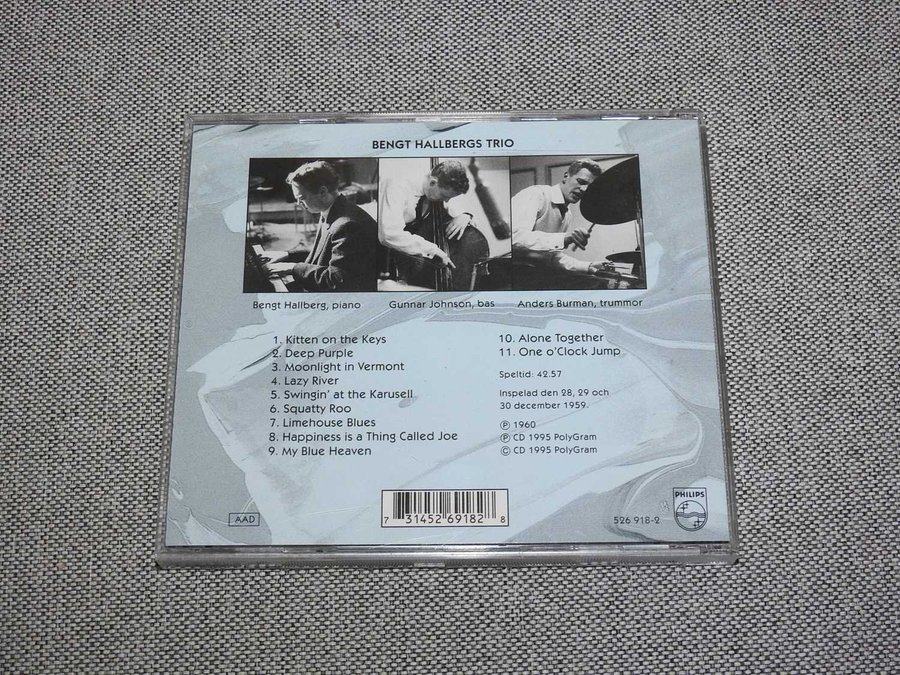 BENGT HALLBERGS TRIO
Bengt Hallberg, piano
Gunnar Johnson, bas
Anders Burman, trummor
1. Kitten on the Keys
2. Deep Purple
3. Moonlight in Vermont
4. Lazy River
5. Swingin' at the Karusell
6. Squatty Roo
7. Limehouse Blues
8. Happiness is a Thing Called Joe
9. My Blue Heaven
10. Alone Together
11. One o'Clock Jump
Speltid: 42.57
Inspelad den 28, 29 och
30 december 1959.
Ⓟ 1960
Ⓟ CD 1995 PolyGram
© CD 1995 PolyGram
AAD
7 31452 69182 8
526 918-2
PHILIPS